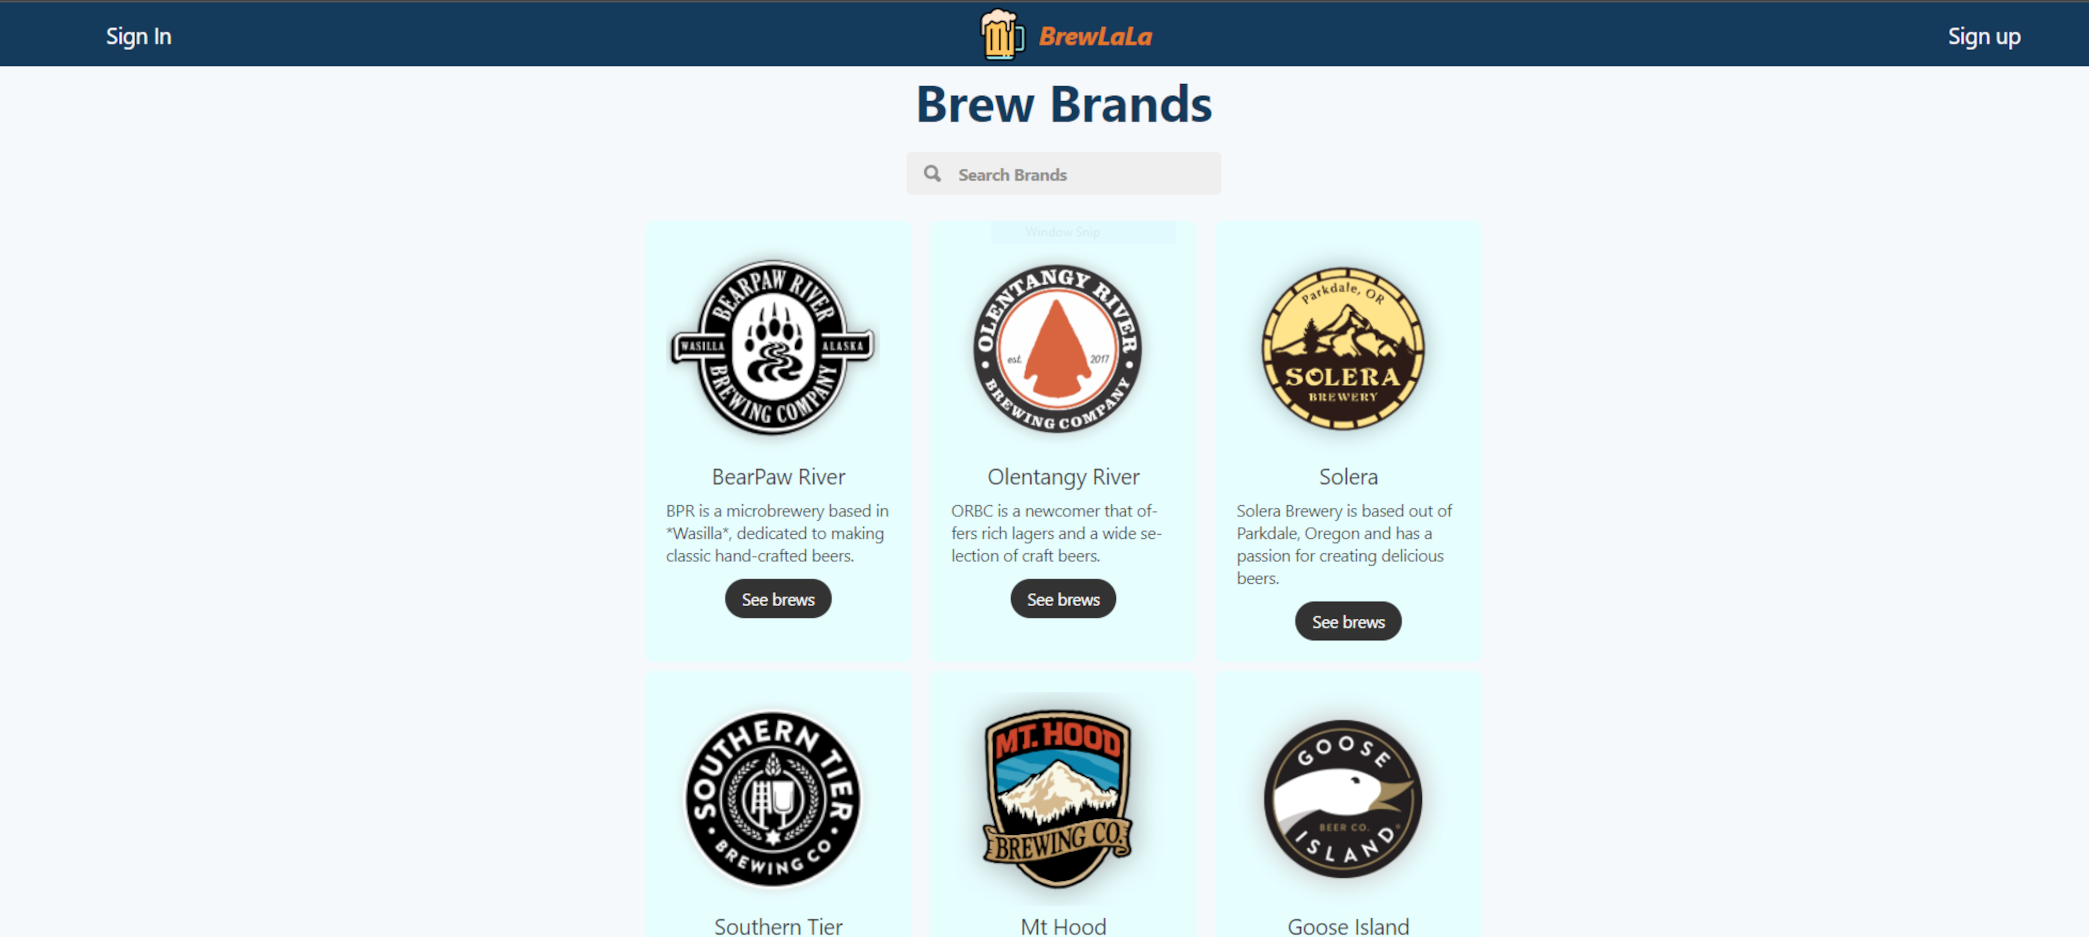 Sign In
BrewLaLa
Sign up
Brew Brands
Search Brands
Window Snip
BEARPAW RIVER
WASILLA
ALASKA
BREWING COMPANY
OLENTANGY RIVER
est. 2017
BREWING COMPANY
Parkdale, OR
SOLERA
BREWERY
BearPaw River
Olentangy River
Solera
BPR is a microbrewery based in
*Wasilla*, dedicated to making
classic hand-crafted beers.
ORBC is a newcomer that of-
fers rich lagers and a wide se-
lection of craft beers.
Solera Brewery is based out of
Parkdale, Oregon and has a
passion for creating delicious
beers.
See brews
See brews
See brews
SOUTHERN TIER
BREWING CO
MT. HOOD
BREWING CO.
GOOSE
BEER CO.
ISLAND
Southern Tier
Mt Hood
Goose Island